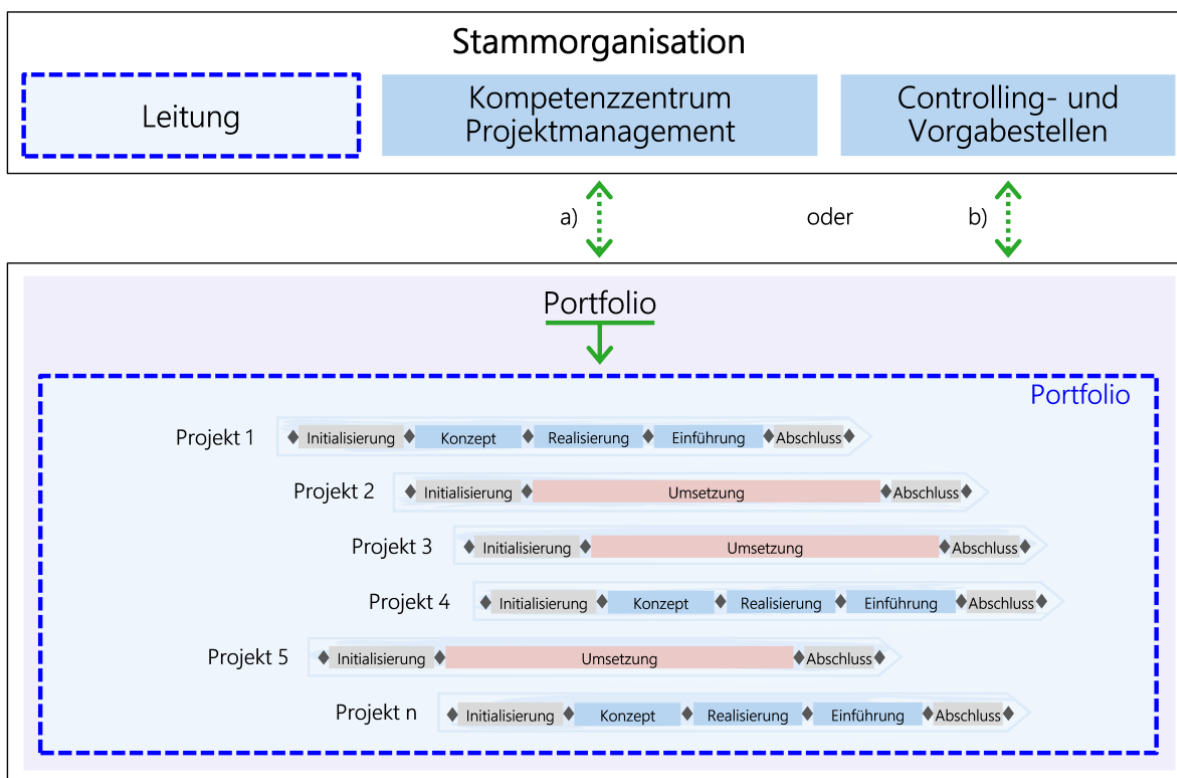 Stammorganisation
Leitung
Kompetenzzentrum
Projektmanagement
Controlling- und
Vorgabestellen
a)
oder
b)
Portfolio
Portfolio
Projekt 1
Initialisierung
Konzept
Realisierung
Einführung
Abschluss
Projekt 2
Initialisierung
Umsetzung
Abschluss
Projekt 3
Initialisierung
Umsetzung
Abschluss
Projekt 4
Initialisierung
Konzept
Realisierung
Einführung
Abschluss
Projekt 5
Initialisierung
Umsetzung
Abschluss
Projekt n
Initialisierung
Konzept
Realisierung
Einführung
Abschluss